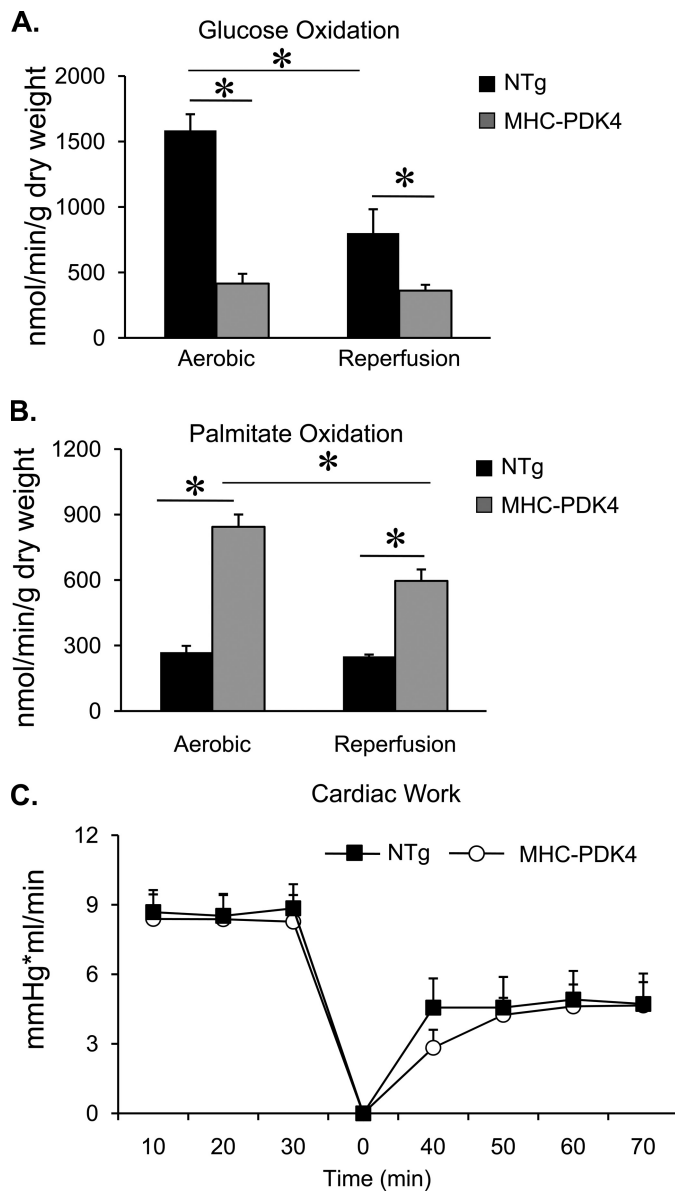 A.
Glucose Oxidation
nmol/min/g dry weight
2000
1500
1000
500
0
*
*
*
NTg
MHC-PDK4
Aerobic
Reperfusion
B.
Palmitate Oxidation
nmol/min/g dry weight
1200
900
600
300
0
*
*
*
NTg
MHC-PDK4
Aerobic
Reperfusion
C.
Cardiac Work
mmHg*ml/min
12
9
6
3
0
NTg
MHC-PDK4
10 20 30 0 40 50 60 70
Time (min)